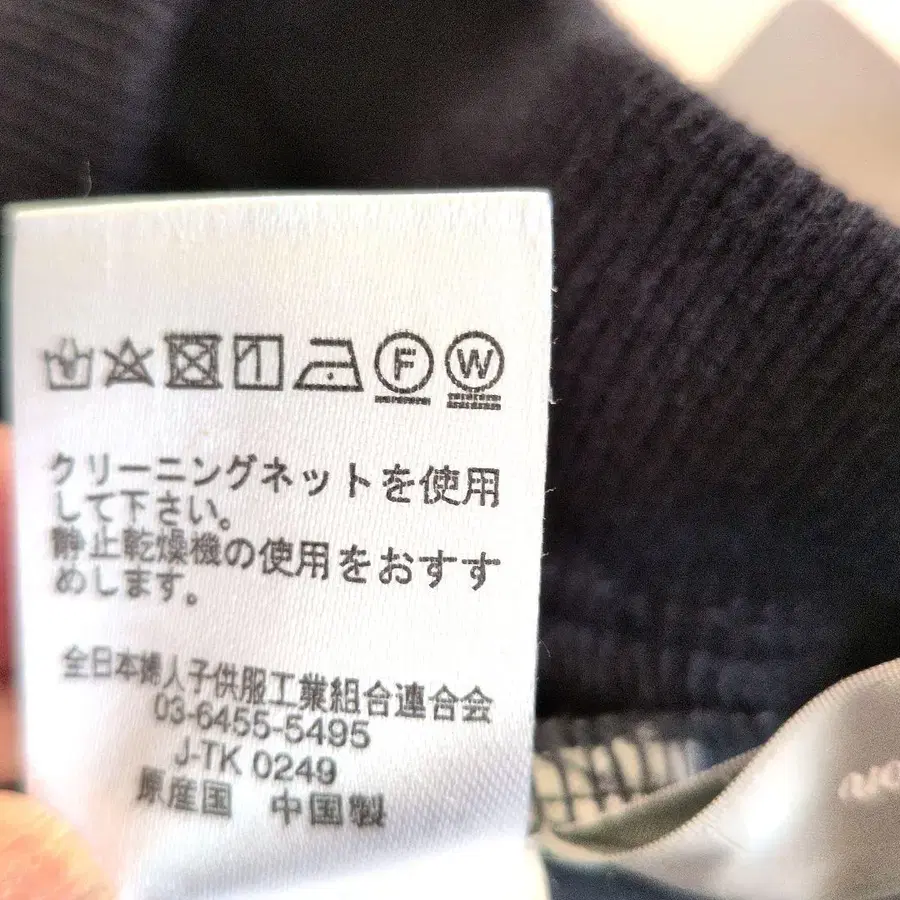 F W
クリーニングネットを使用
して下さい。
静止乾燥機の使用をおすす
めします。
全日本婦人子供服工業組合連合会
03-6455-5495
J-TK 0249
原産国 中国製